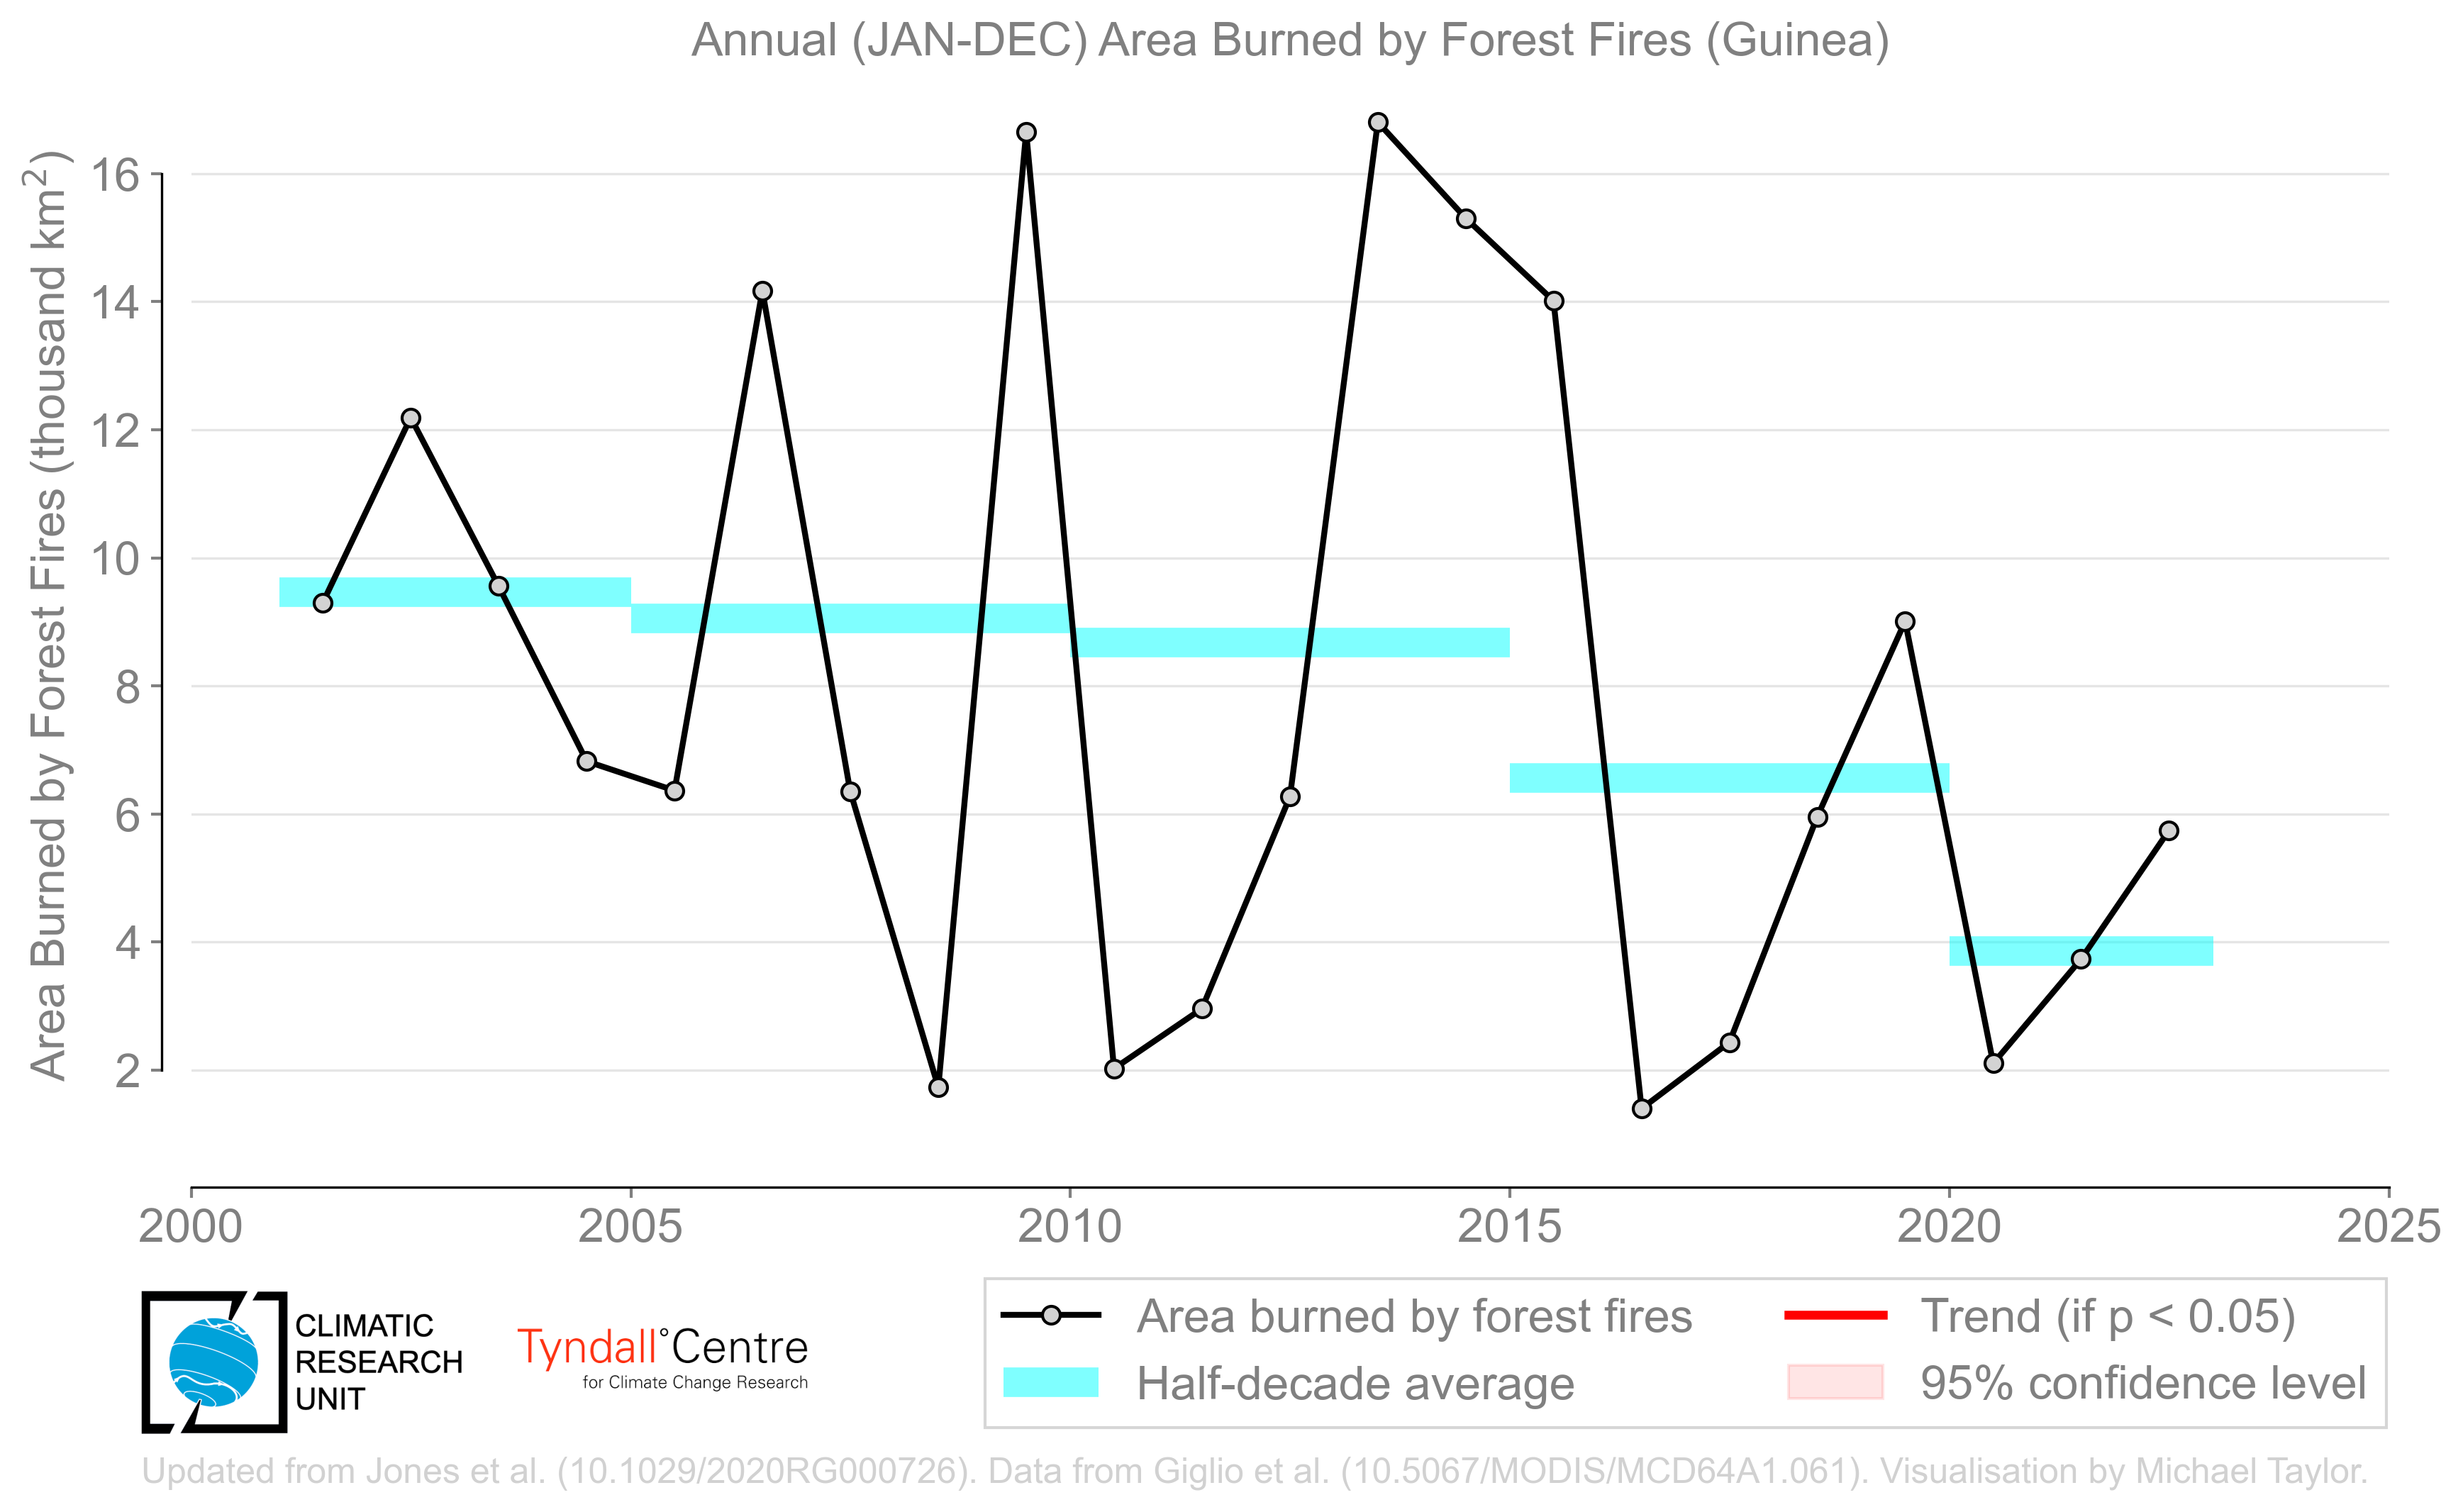 Annual (JAN-DEC) Area Burned by Forest Fires (Guinea)
Area Burned by Forest Fires (thousand km²)
16
14
12
10
8
6
4
2
2000 2005 2010 2015 2020 2025
CLIMATIC
RESEARCH
UNIT
Tyndall°Centre
for Climate Change Research
Area burned by forest fires
Half-decade average
Trend (if p < 0.05)
95% confidence level
Updated from Jones et al. (10.1029/2020RG000726). Data from Giglio et al. (10.5067/MODIS/MCD64A1.061). Visualisation by Michael Taylor.